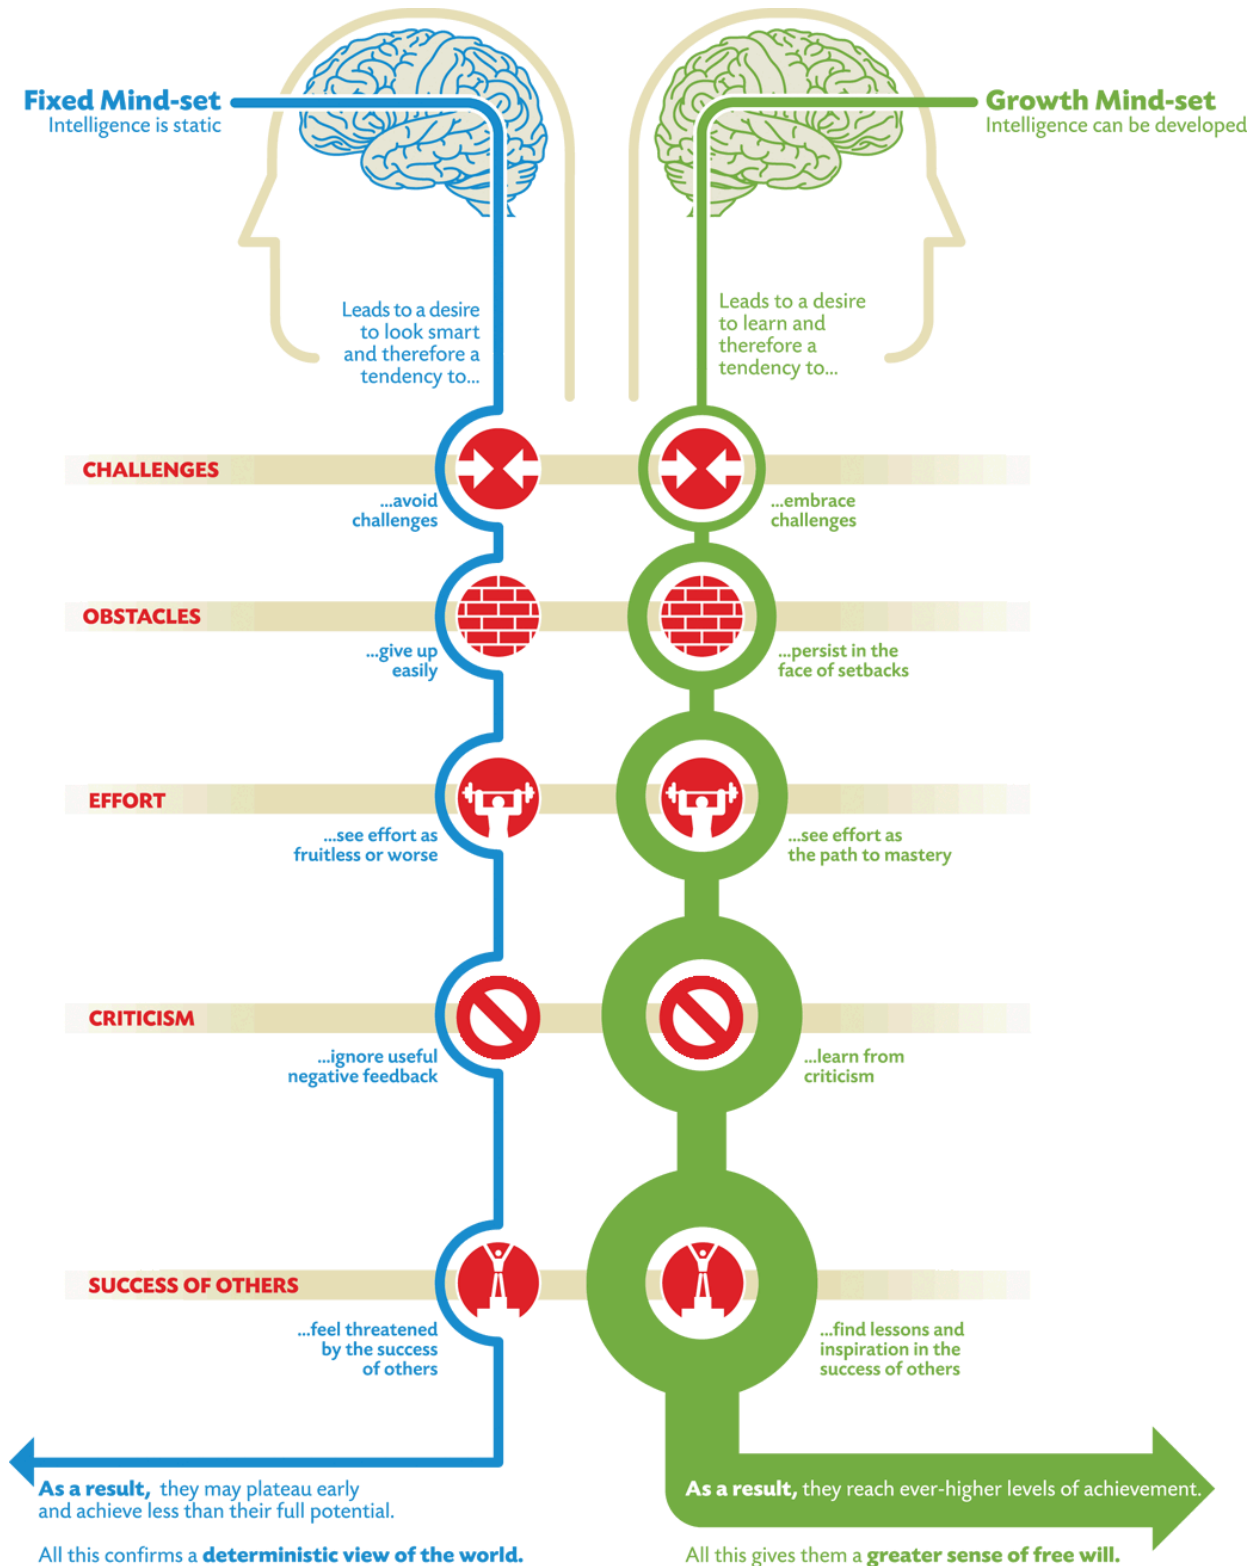 Fixed Mind-set
Intelligence is static
Growth Mind-set
Intelligence can be developed
Leads to a desire
to look smart
and therefore a
tendency to...
Leads to a desire
to learn and
therefore a
tendency to...
CHALLENGES
...avoid
challenges
...embrace
challenges
OBSTACLES
...give up
easily
...persist in the
face of setbacks
EFFORT
...see effort as
fruitless or worse
...see effort as
the path to mastery
CRITICISM
...ignore useful
negative feedback
...learn from
criticism
SUCCESS OF OTHERS
...feel threatened
by the success
of others
...find lessons and
inspiration in the
success of others
As a result, they may plateau early
and achieve less than their full potential.
All this confirms a deterministic view of the world.
As a result, they reach ever-higher levels of achievement.
All this gives them a greater sense of free will.